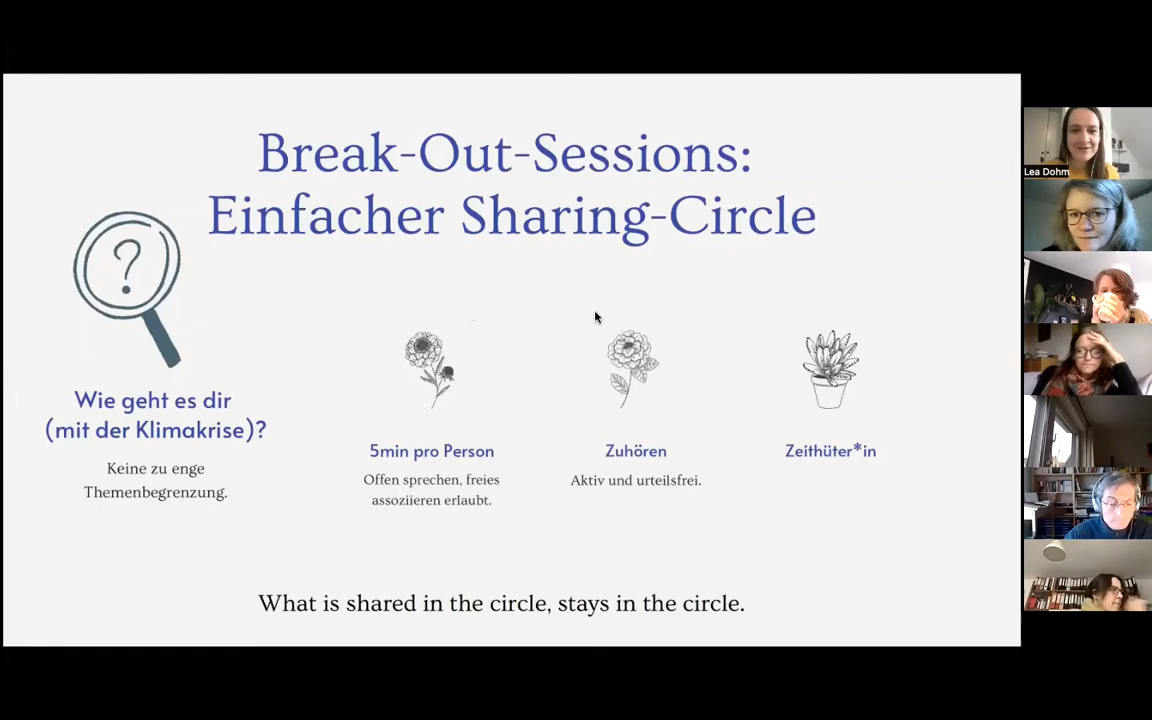 Break-Out-Sessions:
Einfacher Sharing-Circle
?
Wie geht es dir
(mit der Klimakrise)?
Keine zu enge
Themenbegrenzung.
5min pro Person
Offen sprechen, freies
assoziieren erlaubt.
Zuhören
Aktiv und urteilsfrei.
Zeithüter*in
What is shared in the circle, stays in the circle.
Lea Dohm